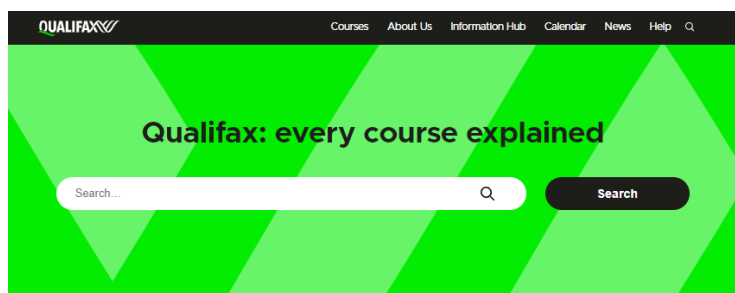 QUALIFAX
Courses About Us Information Hub Calendar News Help
Qualifax: every course explained
Search... Search